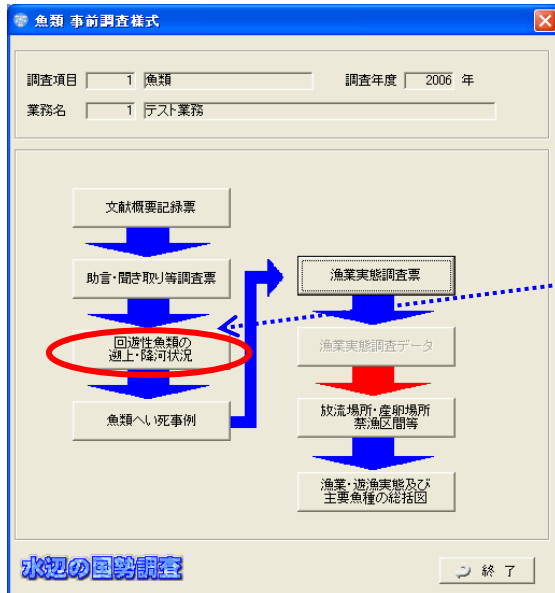 魚類 事前調査様式
調査項目 1 魚類 調査年度 2006 年
業務名 1 テスト業務
文献概要記録票
助言・聞き取り等調査票
回遊性魚類の
遡上・降河状況
魚類へい死事例
漁業実態調査票
漁業実態調査データ
放流場所・産卵場所
禁漁区間等
漁業・遊漁実態及び
主要魚種の総括図
水辺の国勢調査
終 了